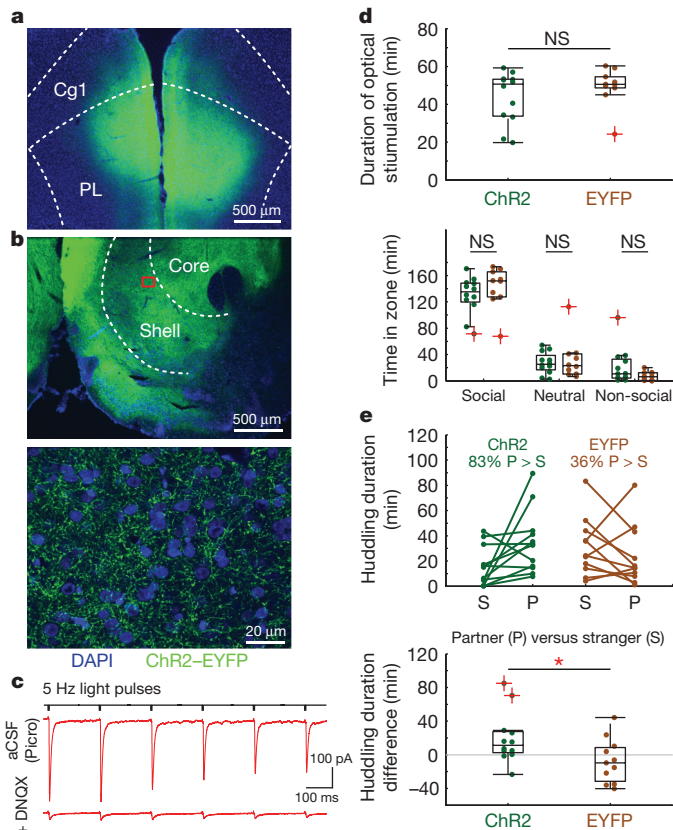 a
Cg1
PL
500 µm
b
Core
Shell
500 µm
20 µm
DAPI ChR2–EYFP
c
5 Hz light pulses
aCSF
(Picro)
+ DNQX
100 pA
100 ms
d
Duration of optical
stiumulation (min)
80
60
40
20
0
NS
ChR2 EYFP
Time in zone (min)
160
120
80
40
0
NS NS NS
Social Neutral Non-social
e
Huddling duration
(min)
120
100
80
60
40
20
0
ChR2
83% P > S
EYFP
36% P > S
S P S P
Partner (P) versus stranger (S)
Huddling duration
difference (min)
120
80
40
0
–40
*
ChR2 EYFP